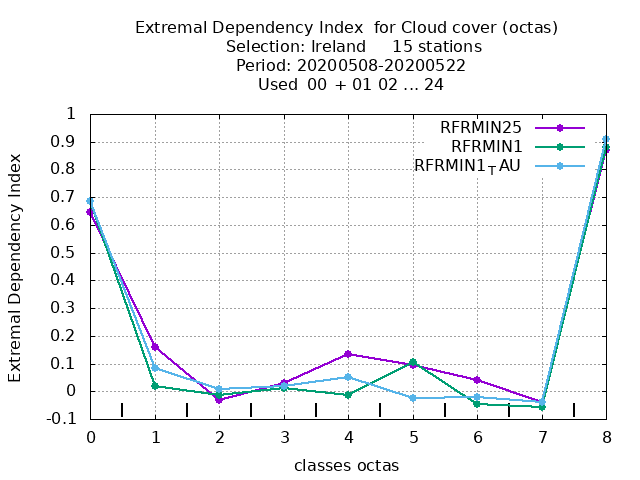 Extremal Dependency Index  for Cloud cover (octas)
Selection: Ireland     15 stations
Period: 20200508-20200522
Used  00 + 01 02 ... 24
RFRMIN25
RFRMIN1
RFRMIN1TAU
Extremal Dependency Index
1
0.9
0.8
0.7
0.6
0.5
0.4
0.3
0.2
0.1
0
-0.1
0 1 2 3 4 5 6 7 8
classes octas